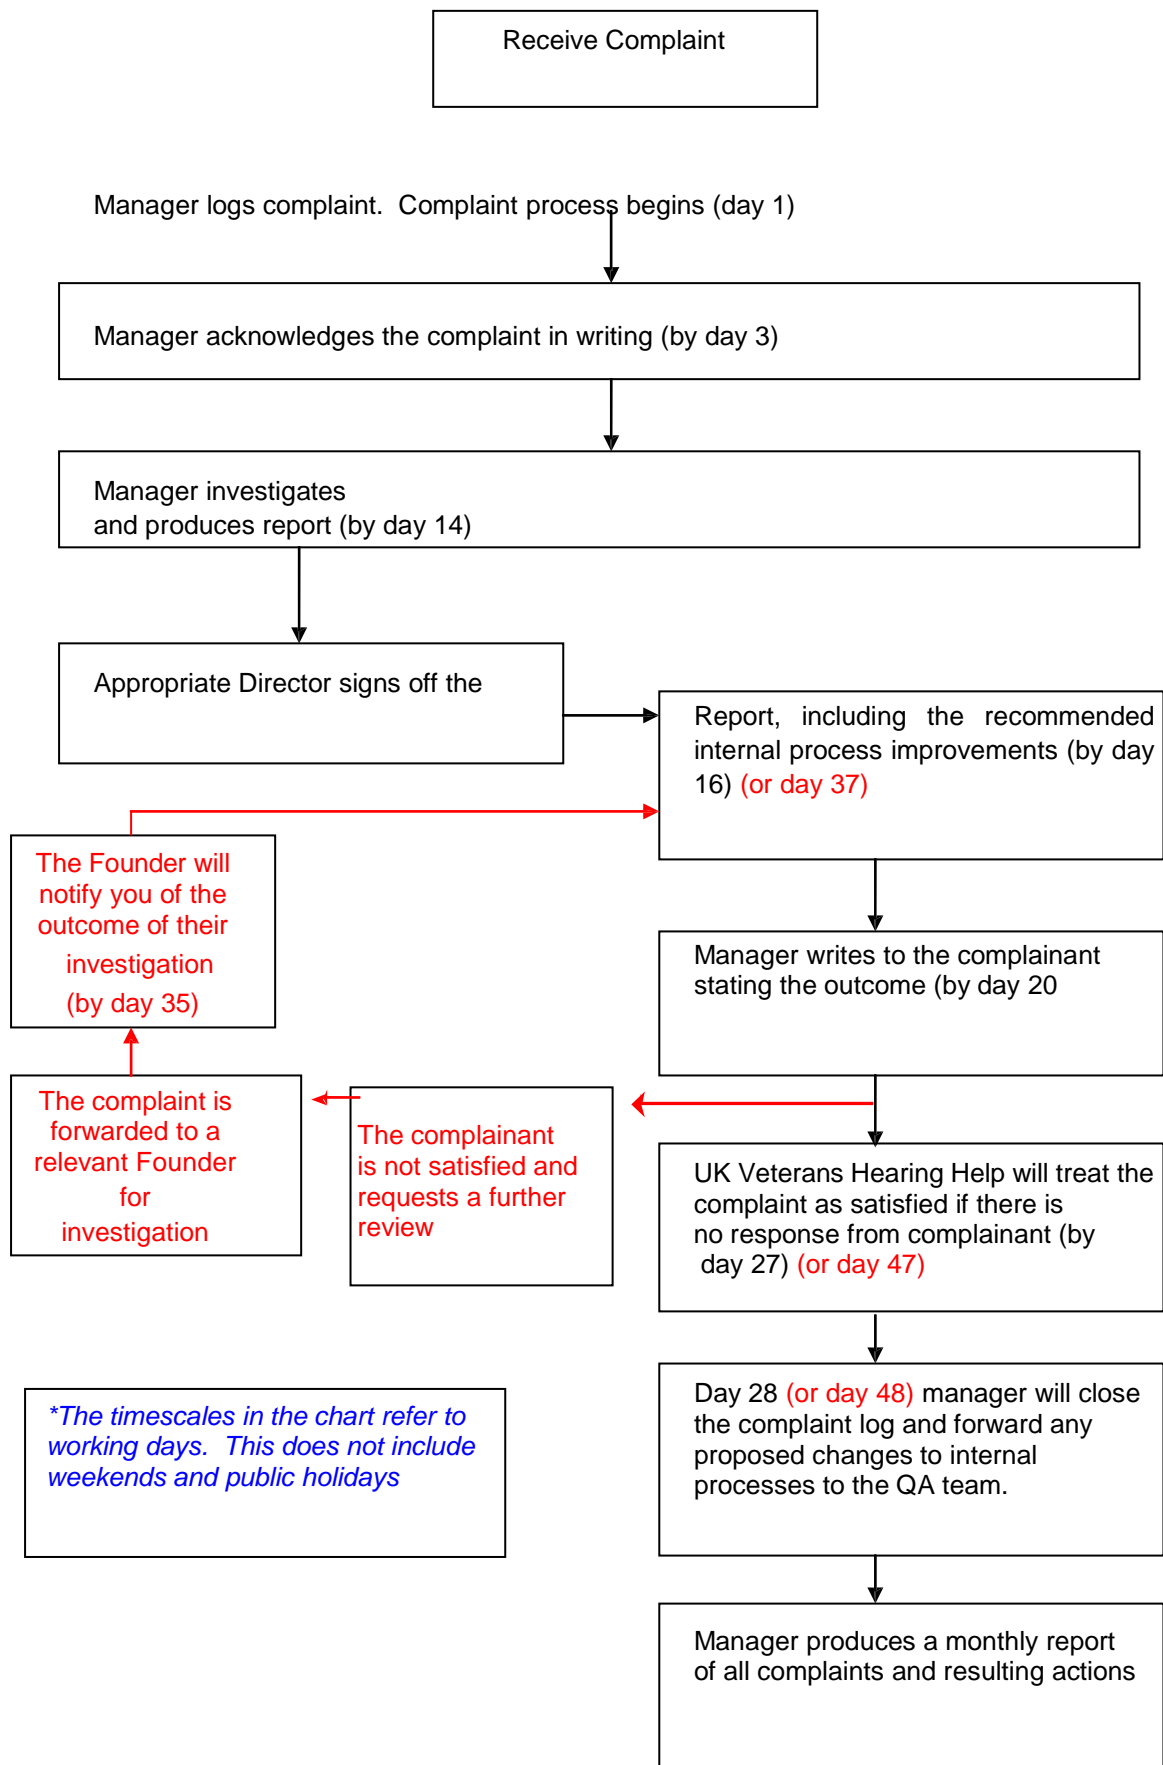 Receive Complaint
Manager logs complaint.  Complaint process begins (day 1)
Manager acknowledges the complaint in writing (by day 3)
Manager investigates
and produces report (by day 14)
Appropriate Director signs off the
Report, including the recommended
internal process improvements (by day
16) (or day 37)
The Founder will
notify you of the
outcome of their
investigation
(by day 35)
Manager writes to the complainant
stating the outcome (by day 20
The complaint is
forwarded to a
relevant Founder
for
investigation
The complainant
is not satisfied and
requests a further
review
UK Veterans Hearing Help will treat the
complaint as satisfied if there is
no response from complainant (by
day 27) (or day 47)
Day 28 (or day 48) manager will close
the complaint log and forward any
proposed changes to internal
processes to the QA team.
*The timescales in the chart refer to
working days.  This does not include
weekends and public holidays
Manager produces a monthly report
of all complaints and resulting actions